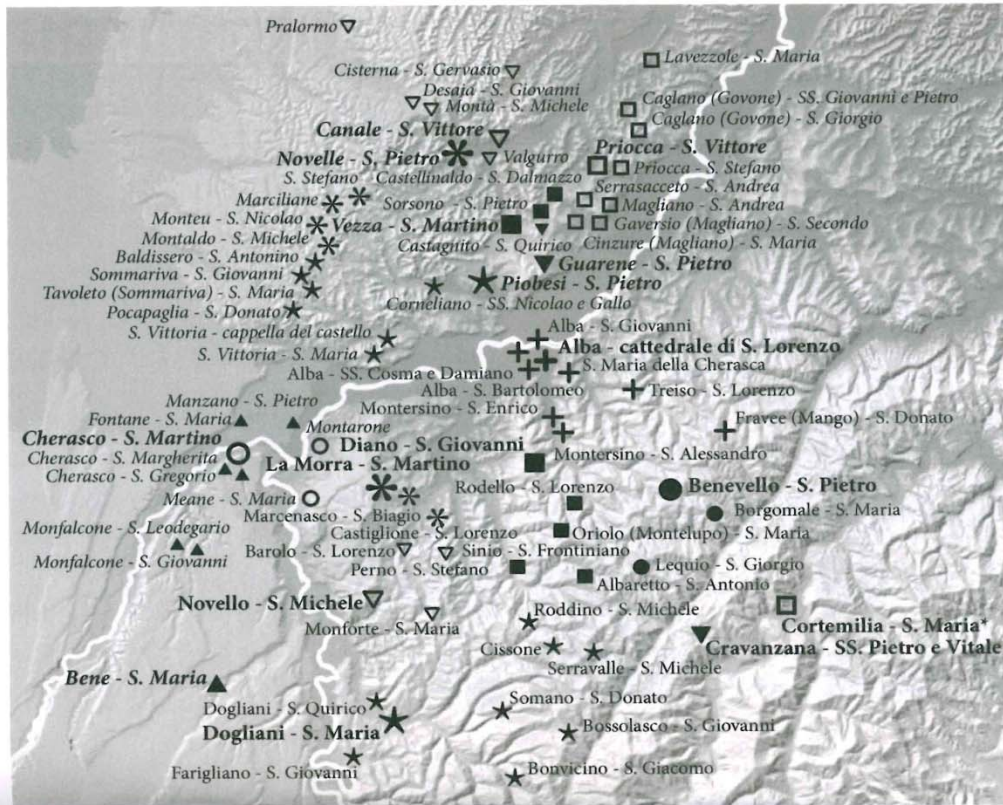 Pralormo
Lavezzole - S. Maria
Cisterna - S. Gervasio
Desaja - S. Giovanni
Montà - S. Michele
Caglano (Govone) - SS. Giovanni e Pietro
Caglano (Govone) - S. Giorgio
Canale - S. Vittore
Priocca - S. Vittore
Novelle - S. Pietro
Valgurro
Priocca - S. Stefano
S. Stefano
Castellinaldo - S. Dalmazzo
Serrasacceto - S. Andrea
Marciliane
Sorsono - S. Pietro
Magliano - S. Andrea
Monteu - S. Nicolao
Vezza - S. Martino
Gaversio (Magliano) - S. Secondo
Montaldo - S. Michele
Castagnito - S. Quirico
Cinzure (Magliano) - S. Maria
Baldissero - S. Antonino
Guarene - S. Pietro
Sommariva - S. Giovanni
Piobesi - S. Pietro
Tavoleto (Sommariva) - S. Maria
Corneliano - SS. Nicolao e Gallo
Pocapaglia - S. Donato
S. Vittoria - cappella del castello
Alba - S. Giovanni
S. Vittoria - S. Maria
Alba - cattedrale di S. Lorenzo
Alba - SS. Cosma e Damiano
S. Maria della Cherasca
Alba - S. Bartolomeo
Treiso - S. Lorenzo
Manzano - S. Pietro
Montersino - S. Enrico
Fontane - S. Maria
Montarone
Fravee (Mango) - S. Donato
Cherasco - S. Martino
Diano - S. Giovanni
Cherasco - S. Margherita
La Morra - S. Martino
Montersino - S. Alessandro
Cherasco - S. Gregorio
Rodello - S. Lorenzo
Benevello - S. Pietro
Meane - S. Maria
Marcenasco - S. Biagio
Borgomale - S. Maria
Monfalcone - S. Leodegario
Castiglione - S. Lorenzo
Oriolo (Montelupo) - S. Maria
Monfalcone - S. Giovanni
Barolo - S. Lorenzo
Sinio - S. Frontiniano
Perno - S. Stefano
Lequio - S. Giorgio
Albaretto - S. Antonio
Novello - S. Michele
Roddino - S. Michele
Monforte - S. Maria
Cortemilia - S. Maria*
Cissone
Cravanzana - SS. Pietro e Vitale
Serravalle - S. Michele
Bene - S. Maria
Dogliani - S. Quirico
Somano - S. Donato
Dogliani - S. Maria
Bossolasco - S. Giovanni
Farigliano - S. Giovanni
Bonvicino - S. Giacomo